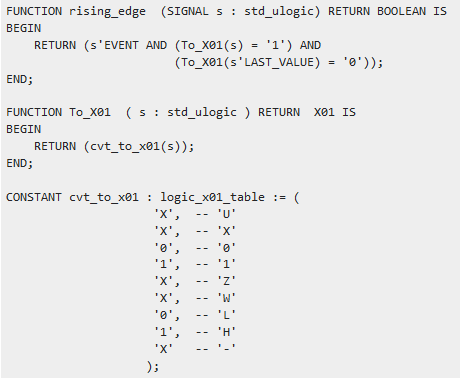 FUNCTION rising_edge  (SIGNAL s : std_ulogic) RETURN BOOLEAN IS
BEGIN
    RETURN (s'EVENT AND (To_X01(s) = '1') AND
                        (To_X01(s'LAST_VALUE) = '0'));
END;

FUNCTION To_X01  ( s : std_ulogic ) RETURN  X01 IS
BEGIN
    RETURN (cvt_to_x01(s));
END;

CONSTANT cvt_to_x01 : logic_x01_table := (
                     'X',  -- 'U'
                     'X',  -- 'X'
                     '0',  -- '0'
                     '1',  -- '1'
                     'X',  -- 'Z'
                     'X',  -- 'W'
                     '0',  -- 'L'
                     '1',  -- 'H'
                     'X'   -- '-'
                    );